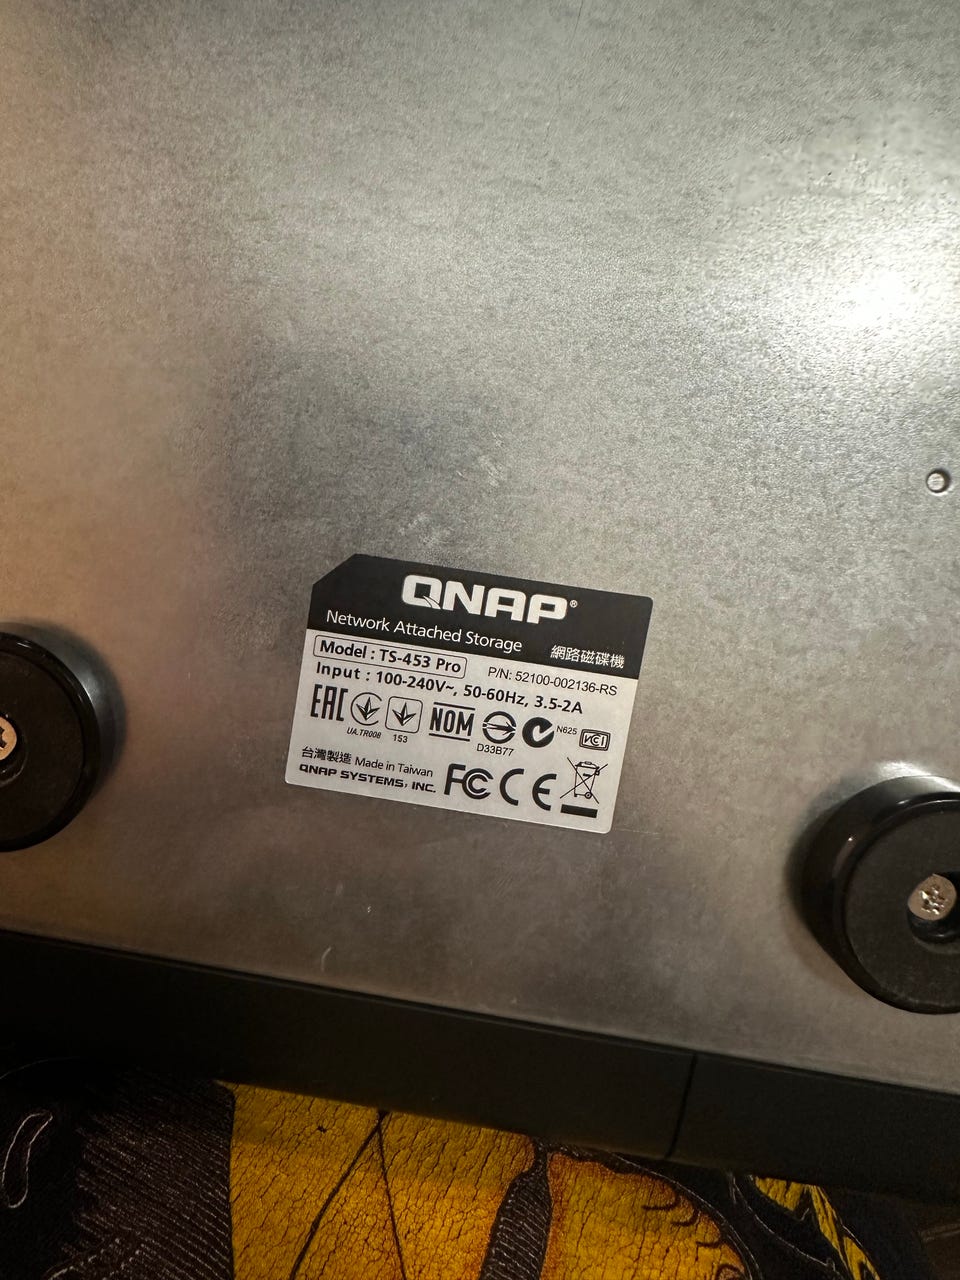 QNAP®
Network Attached Storage 網路磁碟機
Model : TS-453 Pro P/N: 52100-002136-RS
Input : 100-240V~, 50-60Hz, 3.5-2A
EAC NOM N625 VCI
UA.TR008 153 D33B77
台灣製造 Made in Taiwan
QNAP SYSTEMS, INC. FC CE